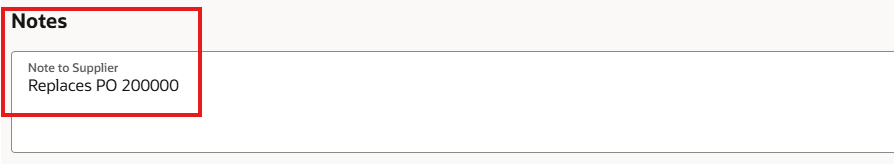 Notes
Note to Supplier
Replaces PO 200000